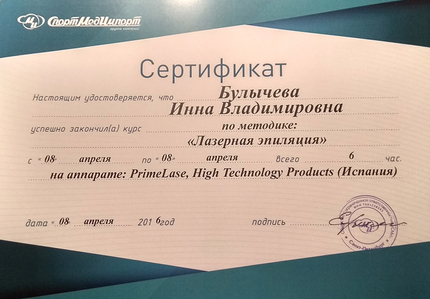 СпортМедИмпорт
Сертификат
Настоящим удостоверяется, что Булычева
Инна Владимировна
успешно закончил(а) курс по методике:
«Лазерная эпиляция»
с «08» апреля по «08» апреля всего 6 час.
на аппарате: PrimeLase, High Technology Products (Испания)
дата «08» апреля 2016 год подпись